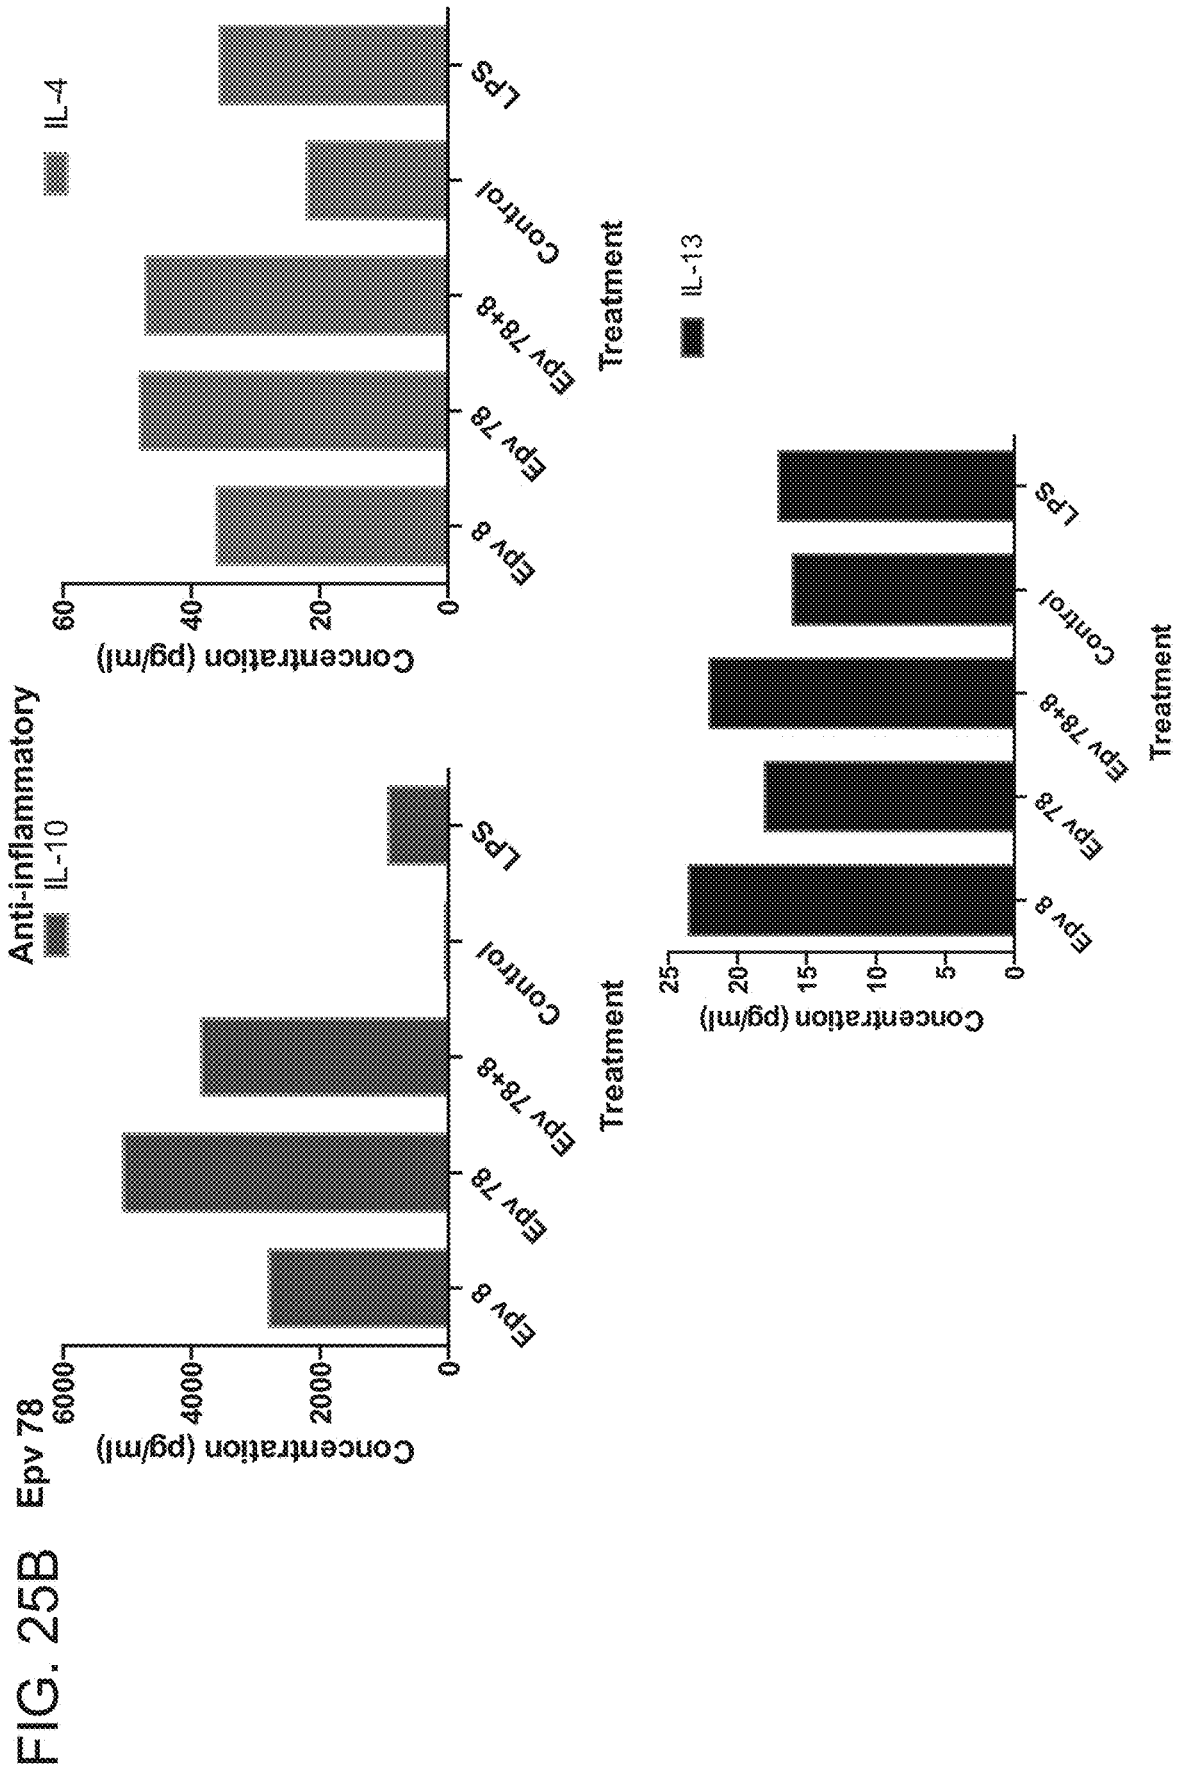 FIG. 25B Epv 78
Anti-inflammatory
IL-10
Concentration (pg/ml)
6000
4000
2000
0
Epv 8
Epv 78
Epv 78+8
Control
LPS
Treatment
IL-4
Concentration (pg/ml)
60
40
20
0
Epv 8
Epv 78
Epv 78+8
Control
LPS
Treatment
IL-13
Concentration (pg/ml)
25
20
15
10
5
0
Epv 8
Epv 78
Epv 78+8
Control
LPS
Treatment